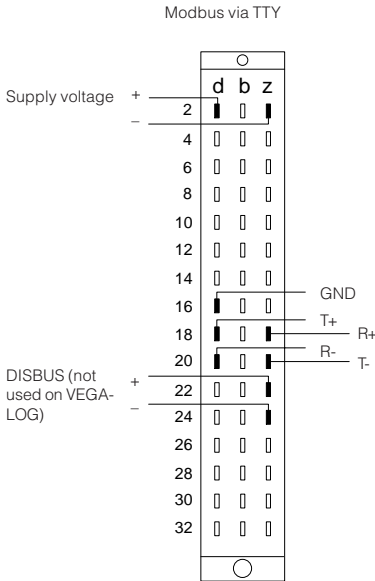 Modbus via TTY
d b z
Supply voltage +
–
2
4
6
8
10
12
14
16
GND
T+
18
R+
R-
20
T-
DISBUS (not
used on VEGA-
LOG)
+
22
–
24
26
28
30
32